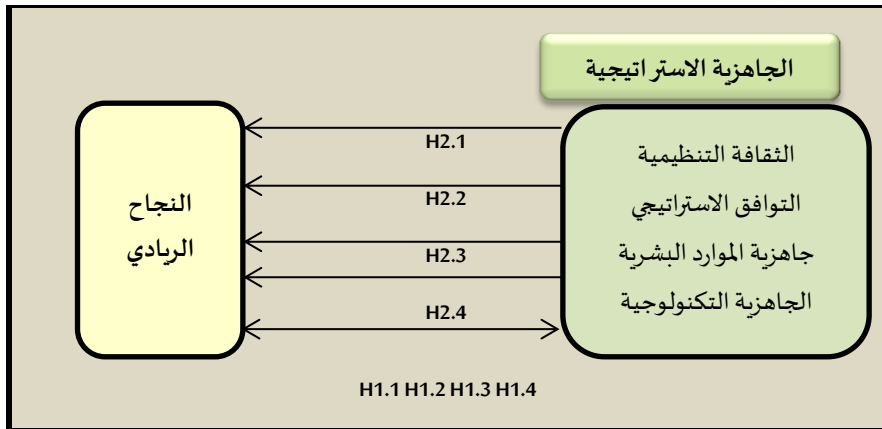 الجاهزية الاستراتيجية
الثقافة التنظيمية
التوافق الاستراتيجي
جاهزية الموارد البشرية
الجاهزية التكنولوجية
H2.1
H2.2
H2.3
H2.4
النجاح
الريادي
H1.1 H1.2 H1.3 H1.4